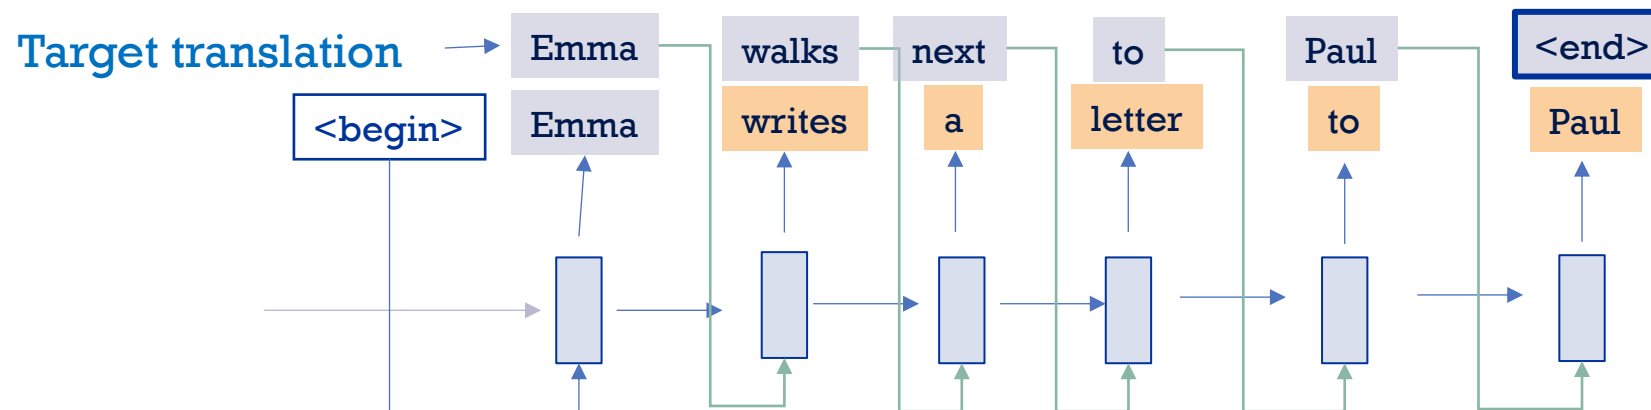 Target translation Emma walks next to Paul <end>
<begin> Emma writes a letter to Paul